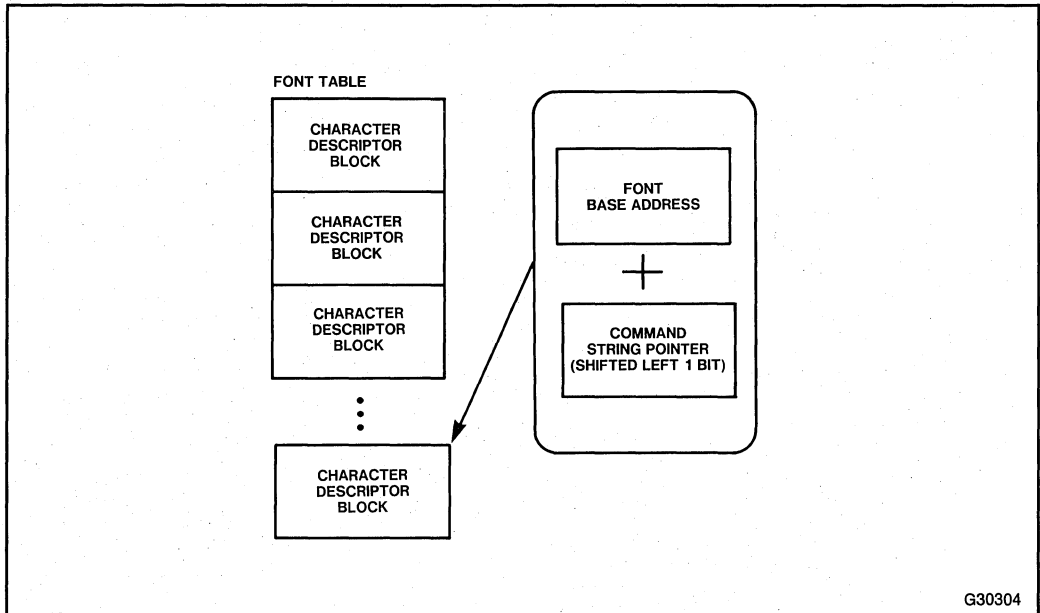 FONT TABLE
CHARACTER
DESCRIPTOR
BLOCK
CHARACTER
DESCRIPTOR
BLOCK
CHARACTER
DESCRIPTOR
BLOCK
CHARACTER
DESCRIPTOR
BLOCK
FONT
BASE ADDRESS
+
COMMAND
STRING POINTER
(SHIFTED LEFT 1 BIT)
G30304